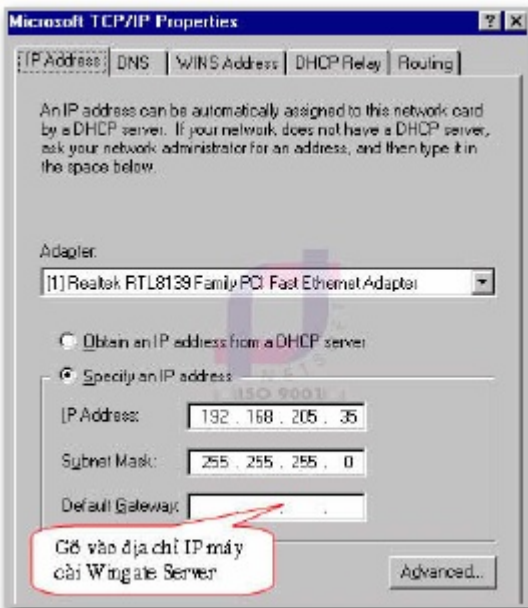 Microsoft TCP/IP Properties
IP Address DNS WINS Address DHCP Relay Routing
An IP address can be automatically assigned to this network card
by a DHCP server. If your network does not have a DHCP server,
ask your network administrator for an address, and then type it in
the space below.
Adapter:
[1] Realtek RTL8139 Family PCI Fast Ethernet Adapter
Obtain an IP address from a DHCP server
Specify an IP address
ISO 9001
IP Address: 192 . 168 . 205 . 35
Subnet Mask: 255 . 255 . 255 . 0
Default Gateway: . . .
Gõ vào địa chỉ IP máy
cài Wingate Server
Advanced...